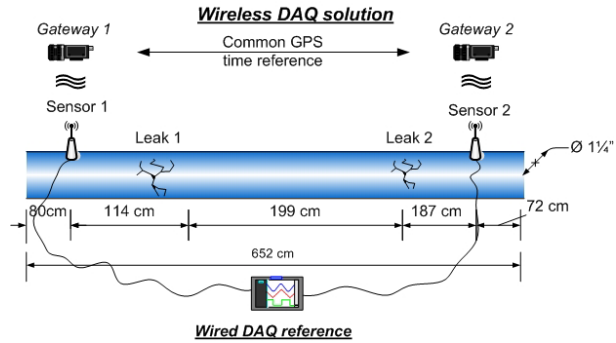 Wireless DAQ solution
Gateway 1
Gateway 2
Common GPS
time reference
Sensor 1
Sensor 2
Leak 1
Leak 2
Ø 1¼"
80cm
114 cm
199 cm
187 cm
72 cm
652 cm
Wired DAQ reference